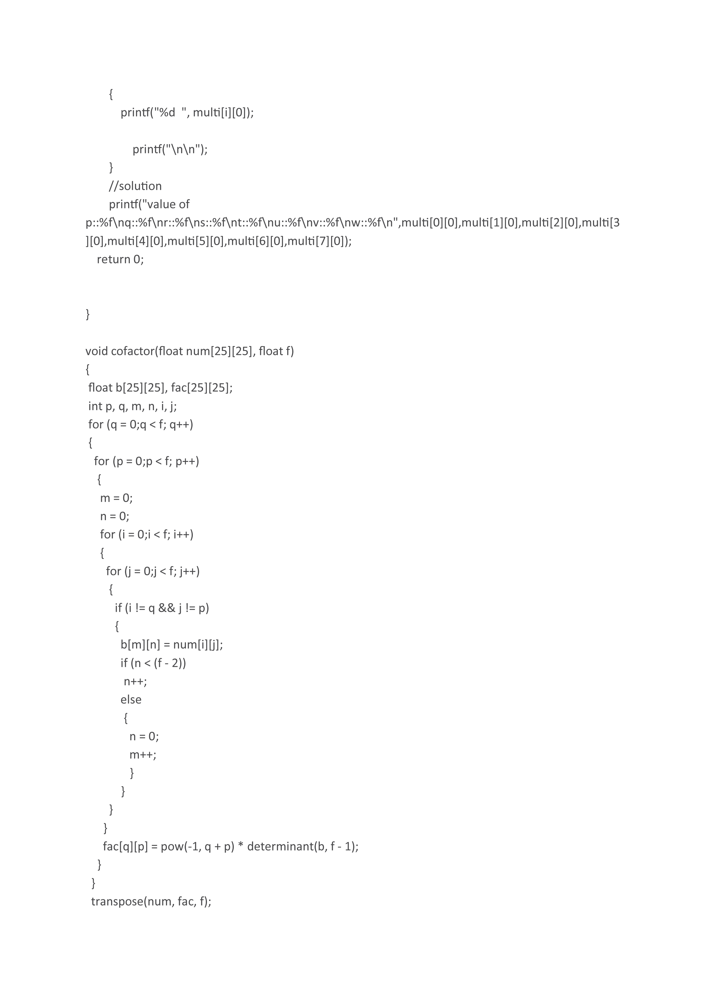 {
printf("%d  ", multi[i][0]);
printf("\n\n");
}
//solution
printf("value of
p::%f\nq::%f\nr::%f\ns::%f\nt::%f\nu::%f\nv::%f\nw::%f\n",multi[0][0],multi[1][0],multi[2][0],multi[3
][0],multi[4][0],multi[5][0],multi[6][0],multi[7][0]);
return 0;
}
void cofactor(float num[25][25], float f)
{
float b[25][25], fac[25][25];
int p, q, m, n, i, j;
for (q = 0;q < f; q++)
{
for (p = 0;p < f; p++)
{
m = 0;
n = 0;
for (i = 0;i < f; i++)
{
for (j = 0;j < f; j++)
{
if (i != q && j != p)
{
b[m][n] = num[i][j];
if (n < (f - 2))
n++;
else
{
n = 0;
m++;
}
}
}
}
fac[q][p] = pow(-1, q + p) * determinant(b, f - 1);
}
}
transpose(num, fac, f);